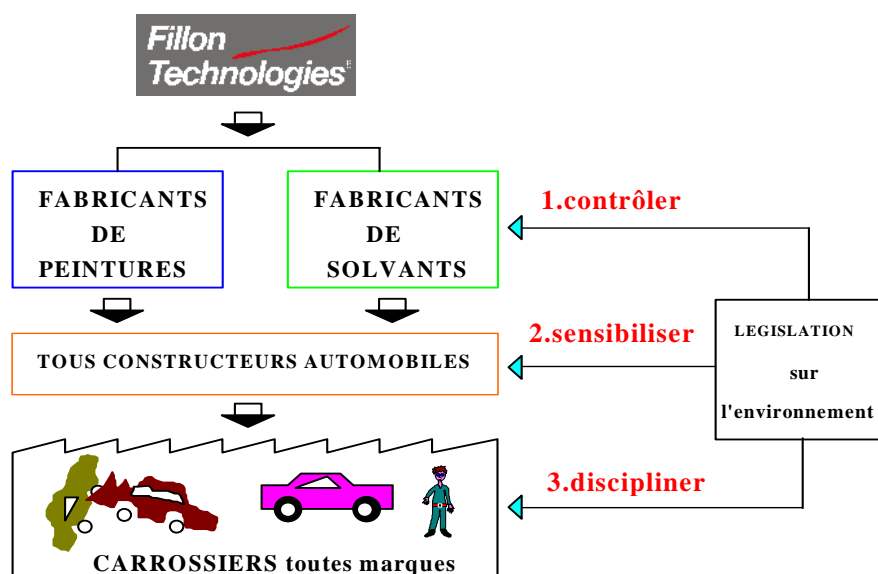 Fillon
Technologies
FABRICANTS
DE
PEINTURES
FABRICANTS
DE
SOLVANTS
1.contrôler
TOUS CONSTRUCTEURS AUTOMOBILES
2.sensibiliser
LEGISLATION
sur
l'environnement
3.discipliner
CARROSSIERS toutes marques